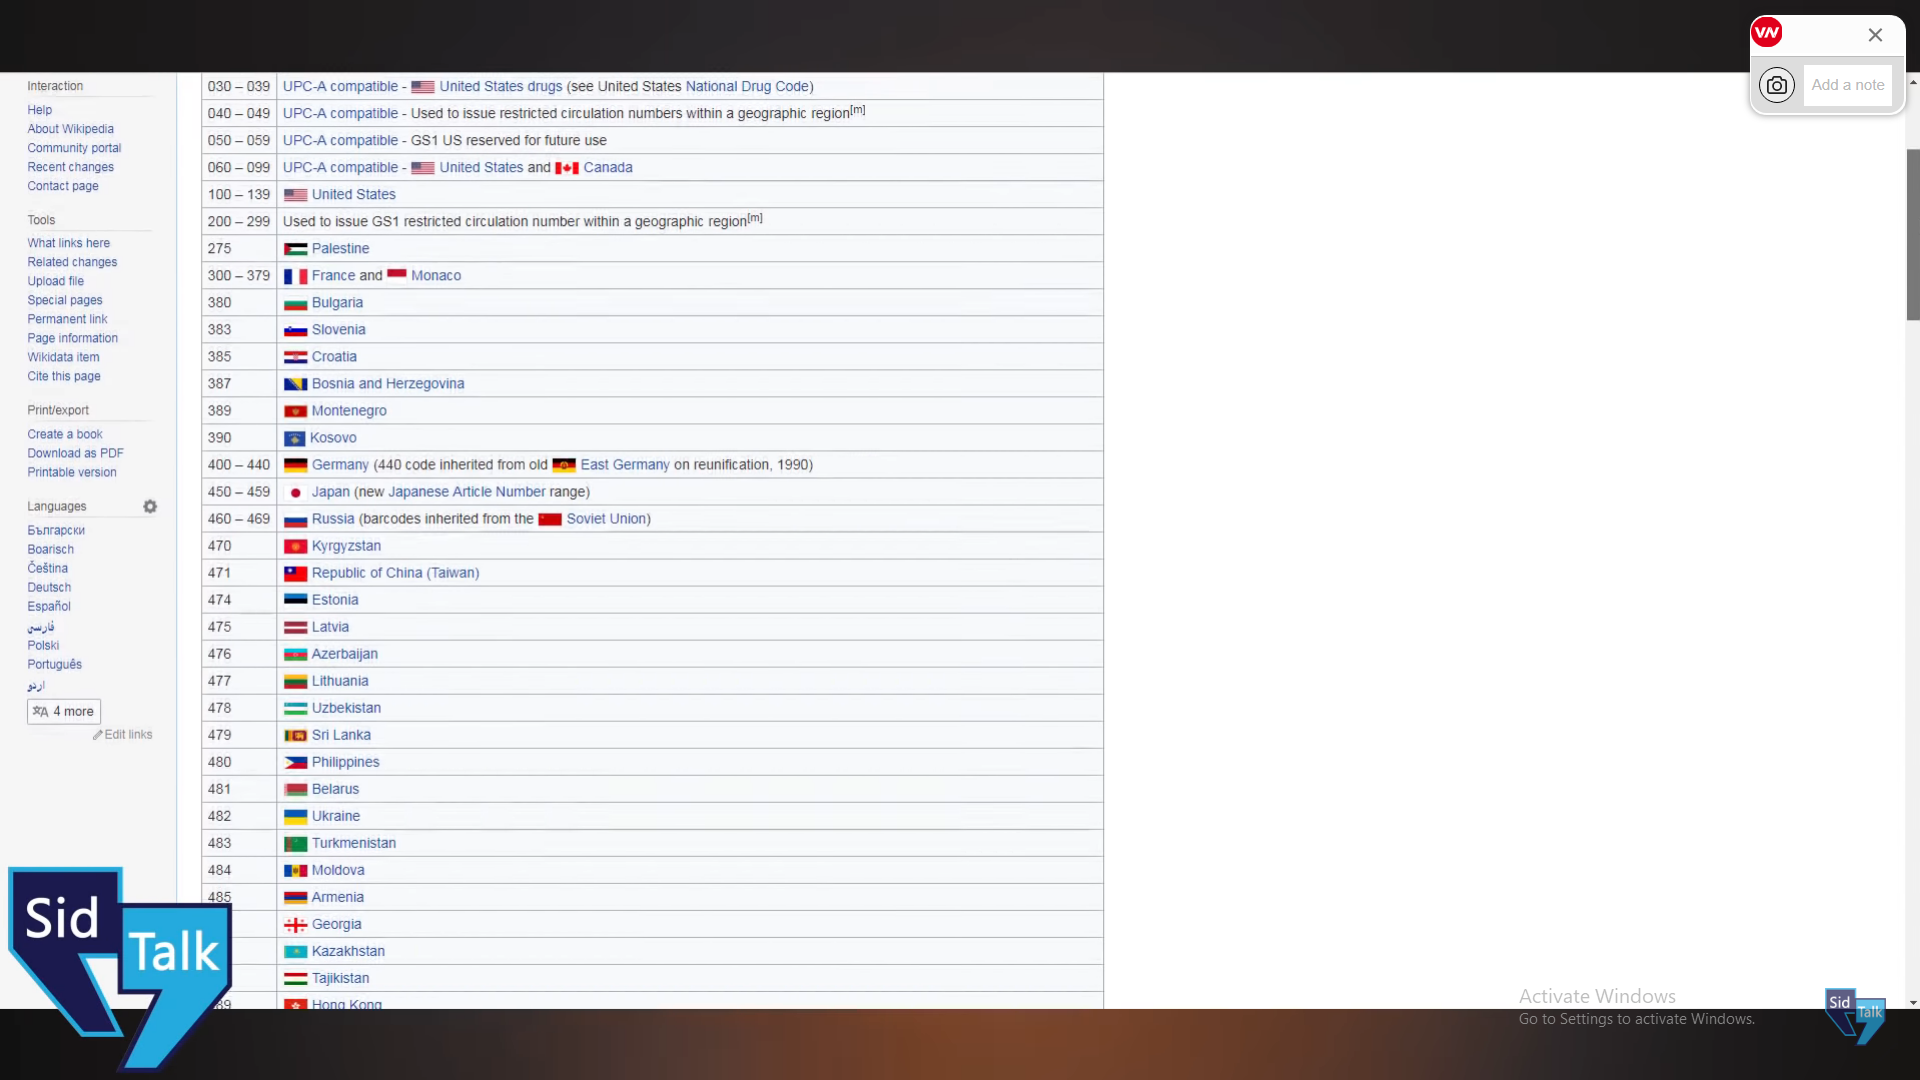 Add a note
Interaction
Help
About Wikipedia
Community portal
Recent changes
Contact page
Tools
What links here
Related changes
Upload file
Special pages
Permanent link
Page information
Wikidata item
Cite this page
Print/export
Create a book
Download as PDF
Printable version
Languages
Български
Boarisch
Čeština
Deutsch
Español
فارسی
Polski
Português
اردو
4 more
Edit links
030 – 039 UPC-A compatible - United States drugs (see United States National Drug Code)
040 – 049 UPC-A compatible - Used to issue restricted circulation numbers within a geographic region[m]
050 – 059 UPC-A compatible - GS1 US reserved for future use
060 – 099 UPC-A compatible - United States and Canada
100 – 139 United States
200 – 299 Used to issue GS1 restricted circulation number within a geographic region[m]
275 Palestine
300 – 379 France and Monaco
380 Bulgaria
383 Slovenia
385 Croatia
387 Bosnia and Herzegovina
389 Montenegro
390 Kosovo
400 – 440 Germany (440 code inherited from old East Germany on reunification, 1990)
450 – 459 Japan (new Japanese Article Number range)
460 – 469 Russia (barcodes inherited from the Soviet Union)
470 Kyrgyzstan
471 Republic of China (Taiwan)
474 Estonia
475 Latvia
476 Azerbaijan
477 Lithuania
478 Uzbekistan
479 Sri Lanka
480 Philippines
481 Belarus
482 Ukraine
483 Turkmenistan
484 Moldova
485 Armenia
Georgia
Kazakhstan
Tajikistan
Hong Kong
Sid
Talk
Activate Windows
Go to Settings to activate Windows.
Sid
Talk